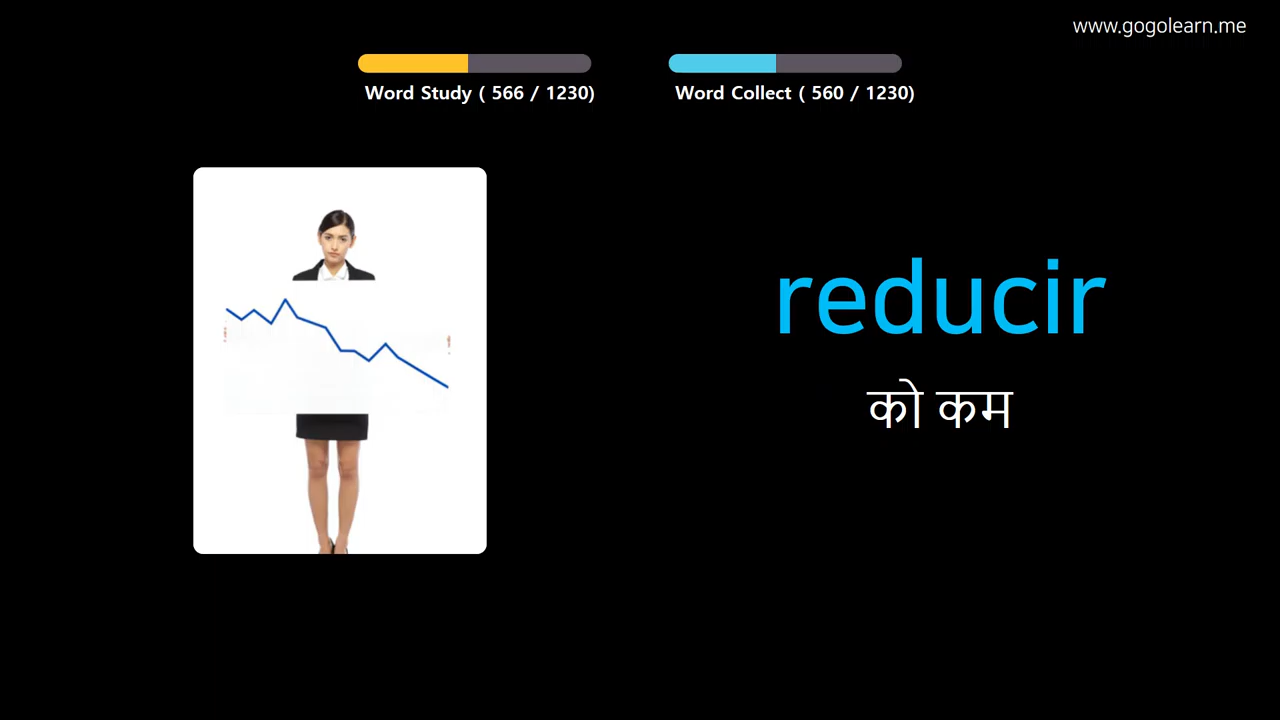 www.gogolearn.me
Word Study ( 566 / 1230)
Word Collect ( 560 / 1230)
reducir
को कम